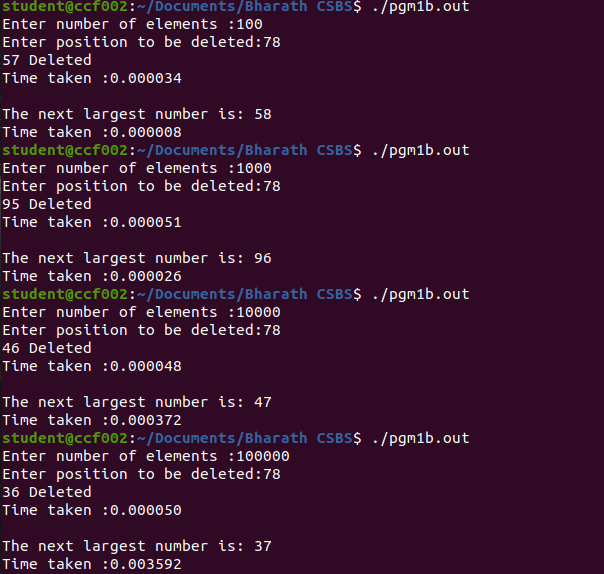 student@ccf002:~/Documents/Bharath CSBS$ ./pgm1b.out
Enter number of elements :100
Enter position to be deleted:78
57 Deleted
Time taken :0.000034
The next largest number is: 58
Time taken :0.000008
student@ccf002:~/Documents/Bharath CSBS$ ./pgm1b.out
Enter number of elements :1000
Enter position to be deleted:78
95 Deleted
Time taken :0.000051
The next largest number is: 96
Time taken :0.000026
student@ccf002:~/Documents/Bharath CSBS$ ./pgm1b.out
Enter number of elements :10000
Enter position to be deleted:78
46 Deleted
Time taken :0.000048
The next largest number is: 47
Time taken :0.000372
student@ccf002:~/Documents/Bharath CSBS$ ./pgm1b.out
Enter number of elements :100000
Enter position to be deleted:78
36 Deleted
Time taken :0.000050
The next largest number is: 37
Time taken :0.003592